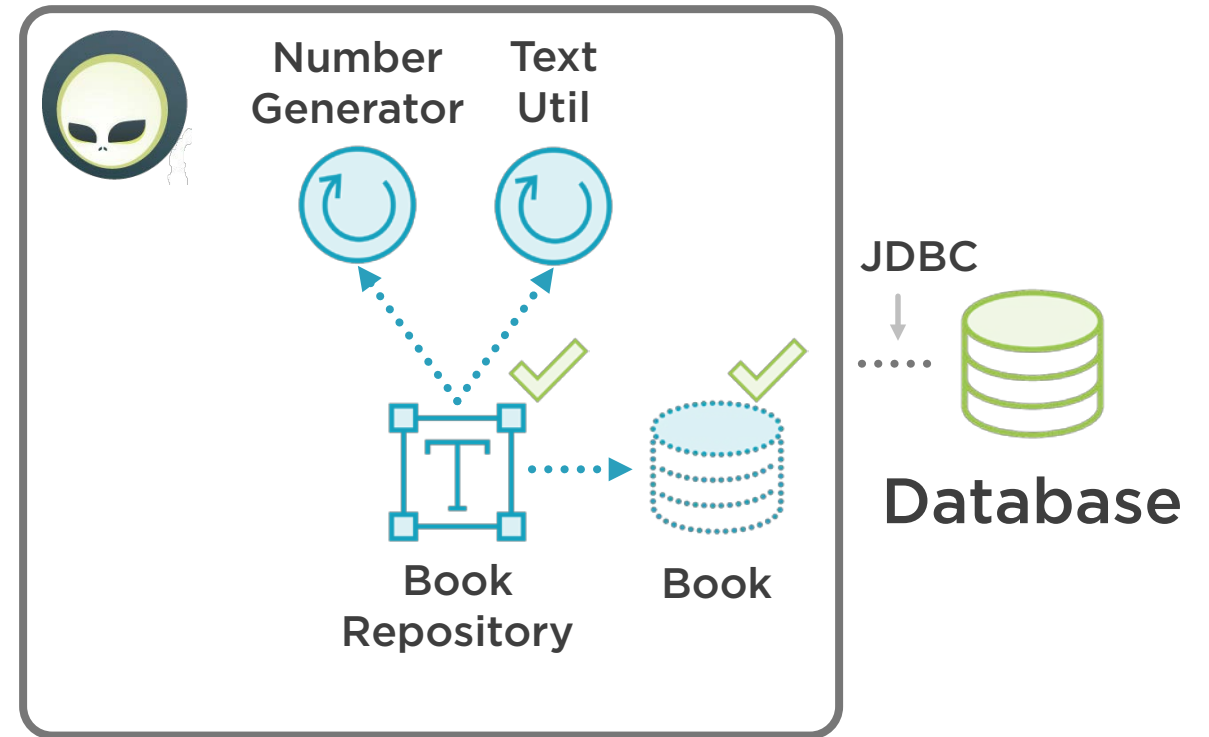 Number
Generator
Text
Util
JDBC
Database
Book
Repository
Book